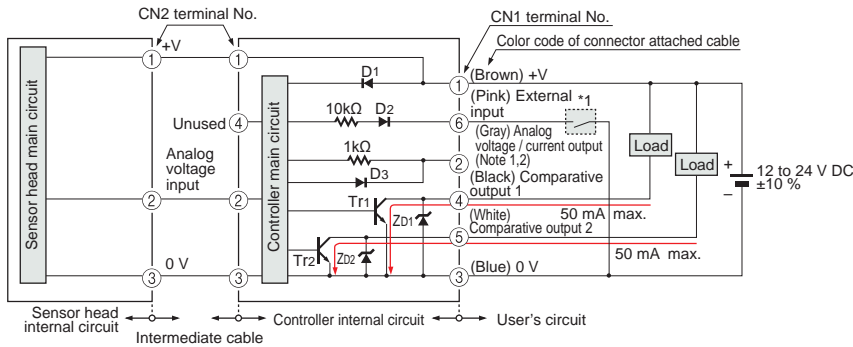 CN2 terminal No.
CN1 terminal No.
Color code of connector attached cable
+V
1
1
1
(Brown) +V
D1
(Pink) External
input
*1
10kΩ
D2
Unused
4
6
(Gray) Analog
voltage / current output
(Note 1,2)
1kΩ
2
D3
Analog
voltage
input
2
2
(Black) Comparative
output 1
4
Tr1
ZD1
50 mA max.
(White)
Comparative output 2
5
Tr2
ZD2
50 mA max.
0 V
3
3
3
(Blue) 0 V
Load
Load
+
−
12 to 24 V DC
±10 %
Sensor head main circuit
Controller main circuit
Sensor head
internal circuit
Intermediate cable
Controller internal circuit
User's circuit